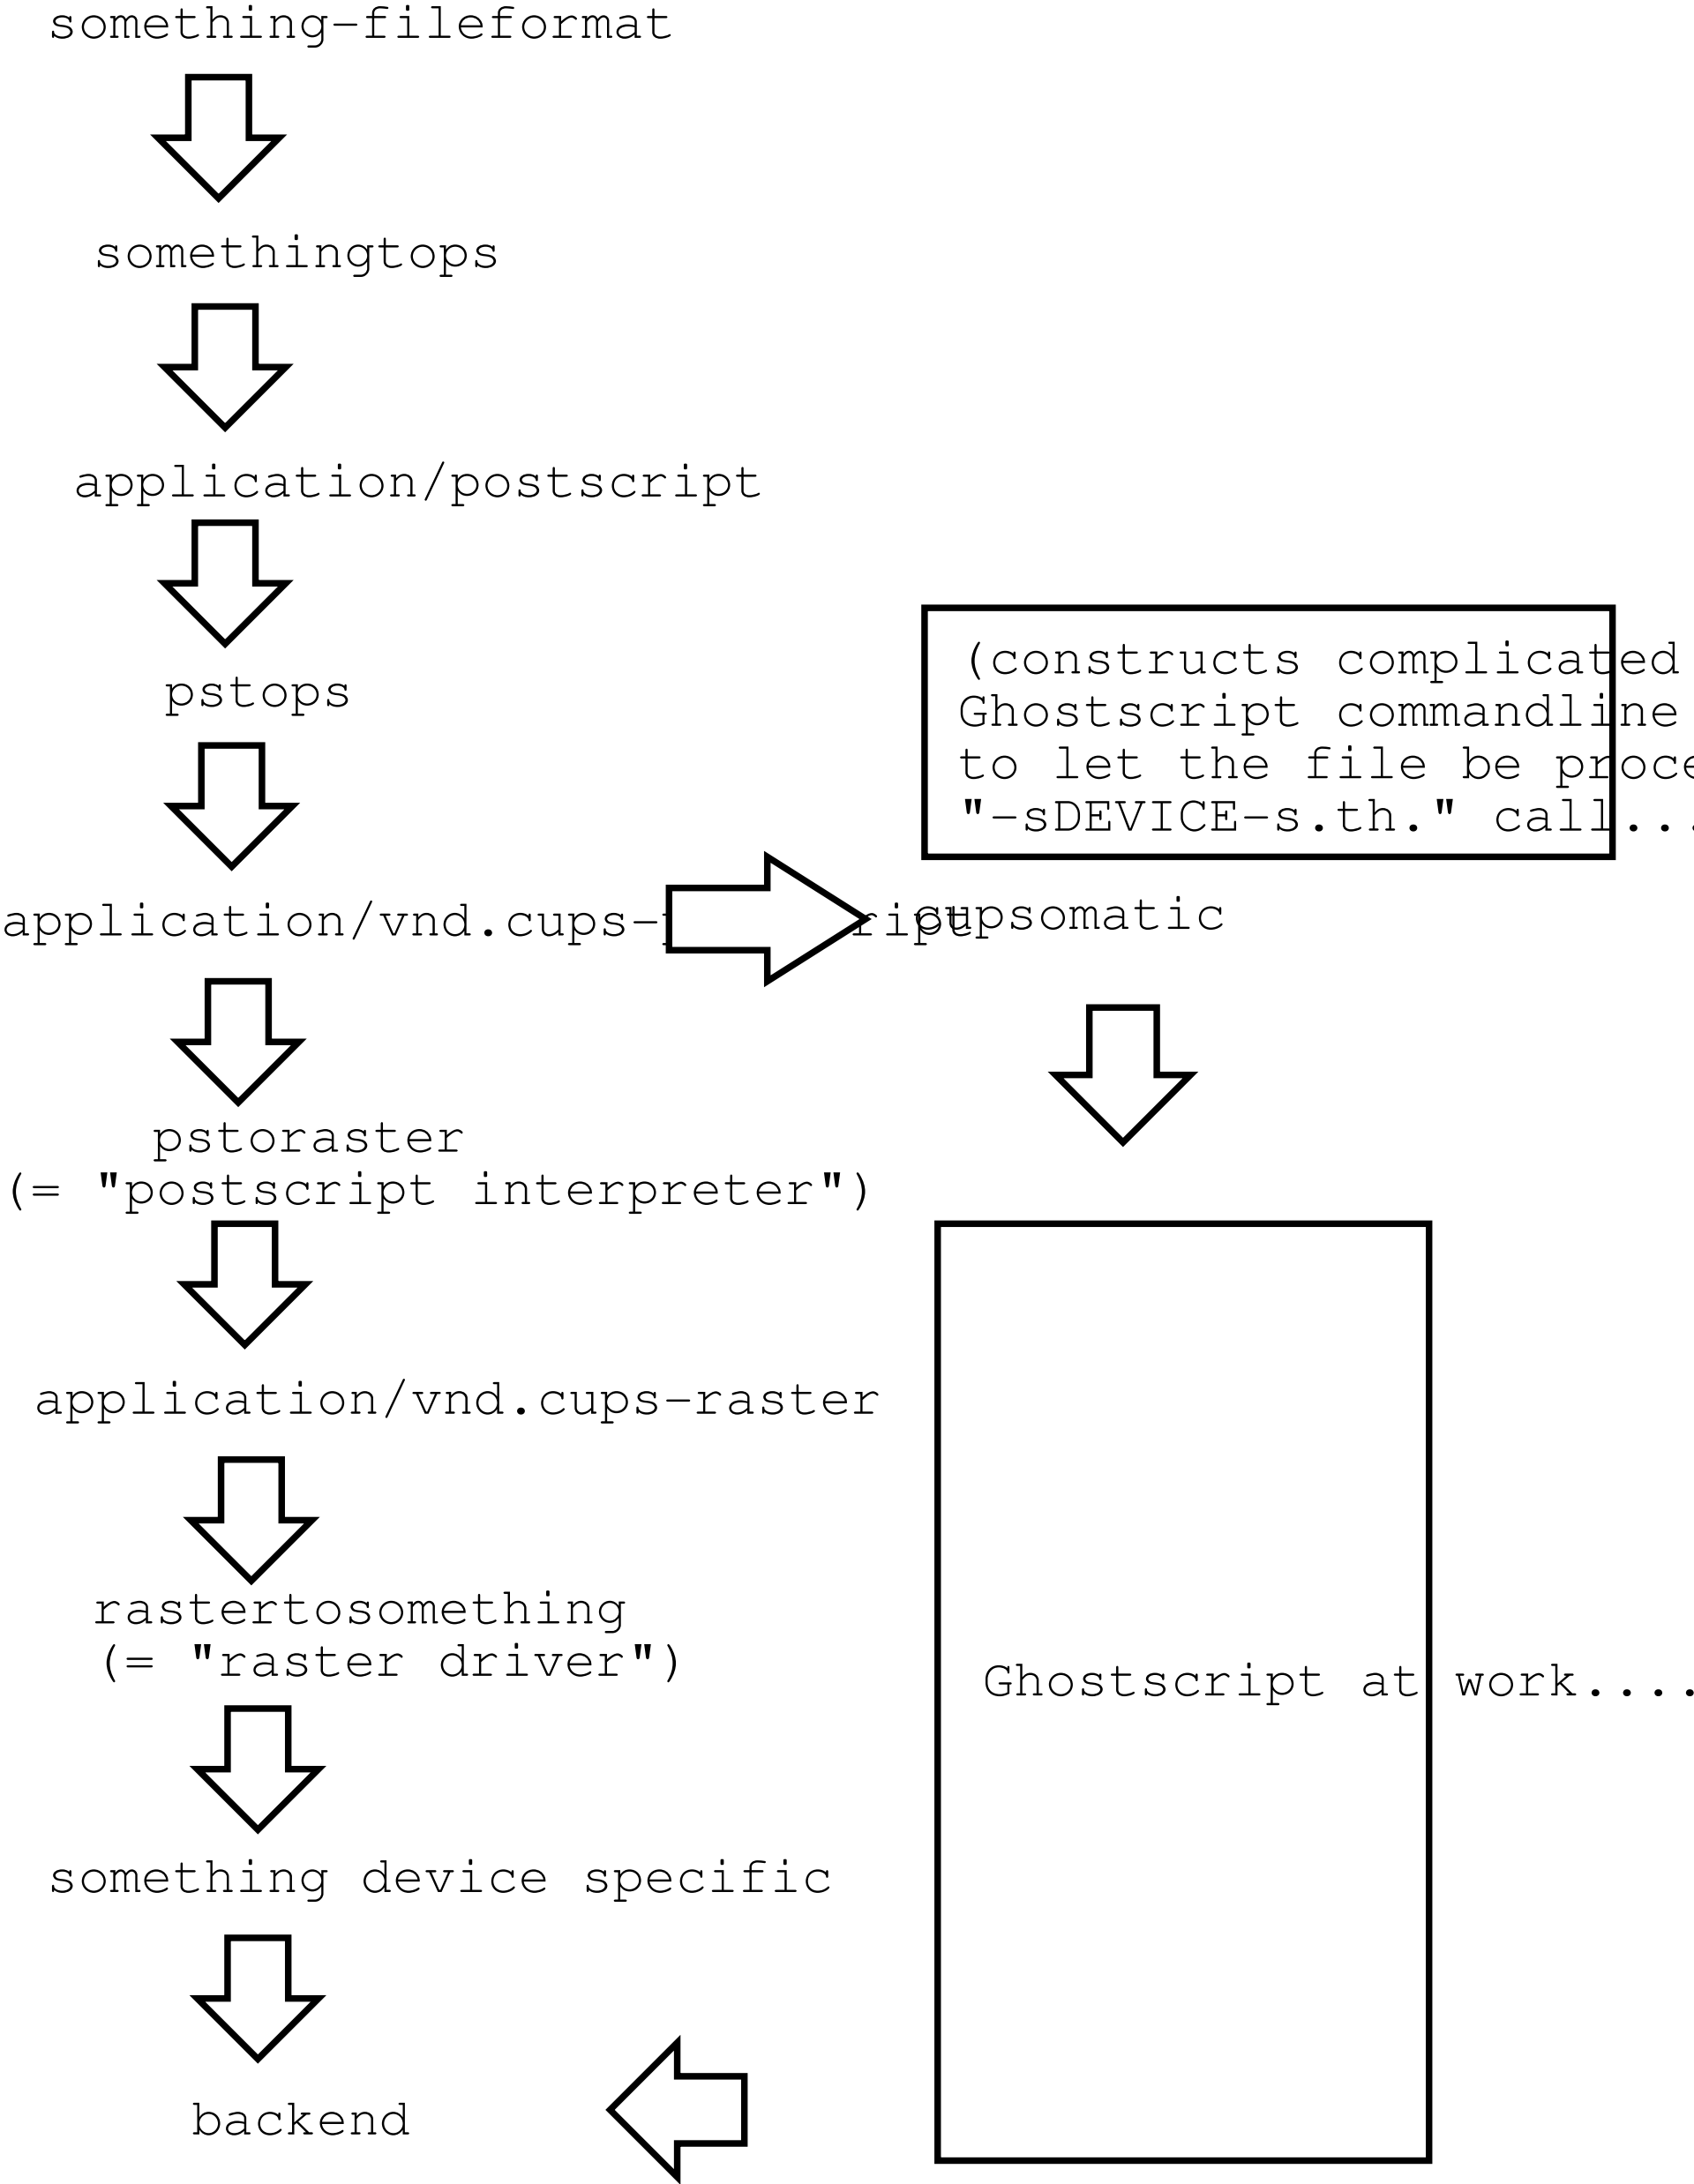 something-fileformat
somethingtops
application/postscript
pstops
(constructs complicated
Ghostscript commandline
to let the file be proce
"-sDEVICE-s.th." call...
application/vnd.cups- script
cupsomatic
pstoraster
(= "postscript interpreter")
application/vnd.cups-raster
rastertosomething
(= "raster driver")
Ghostscript at work....
something device specific
backend